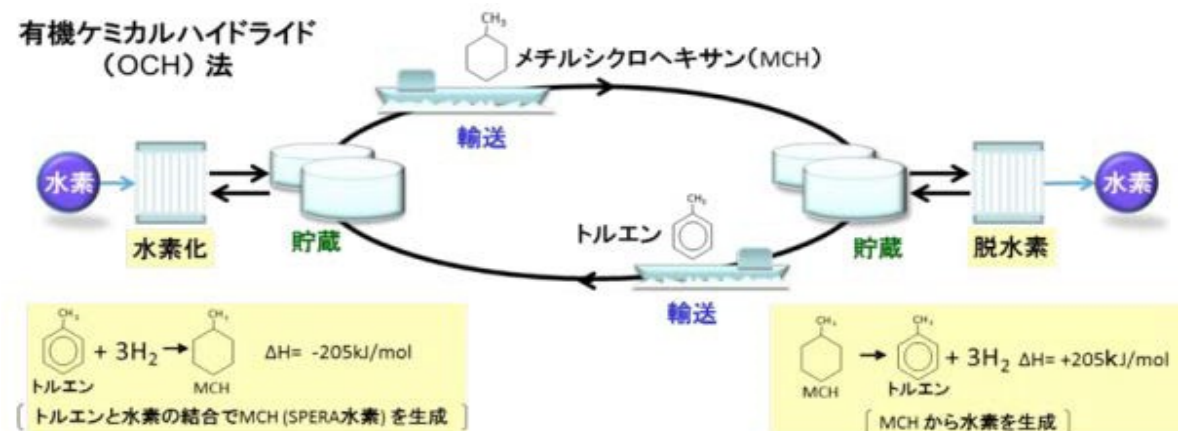 有機ケミカルハイドライド
(OCH) 法
CH₃
メチルシクロヘキサン(MCH)
輸送
水素
水素化
貯蔵
トルエン
CH₃
輸送
貯蔵
脱水素
水素
CH₃
+ 3H₂ → ΔH= -205kJ/mol
CH₃
トルエン
MCH
[ トルエンと水素の結合でMCH (SPERA水素) を生成 ]
CH₃
CH₃
→ + 3H₂ ΔH= +205kJ/mol
MCH
トルエン
[ MCH から水素を生成 ]